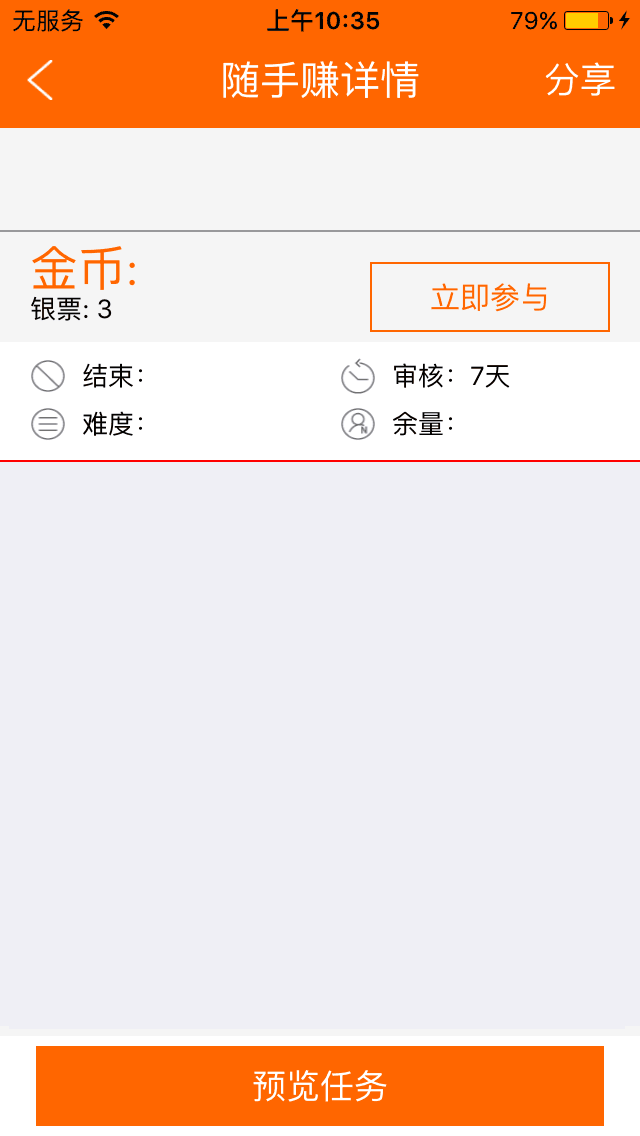 无服务 上午10:35 79%
随手赚详情 分享
金币:
立即参与
银票: 3
结束: 审核: 7天
难度: 余量:
预览任务